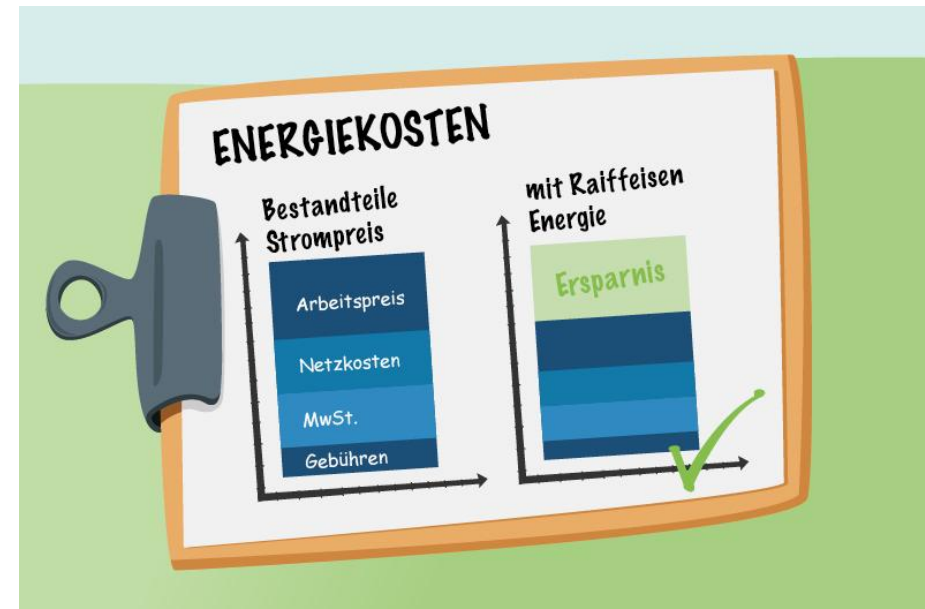 ENERGIEKOSTEN
Bestandteile
Strompreis
Arbeitspreis
Netzkosten
MwSt.
Gebühren
mit Raiffeisen
Energie
Ersparnis